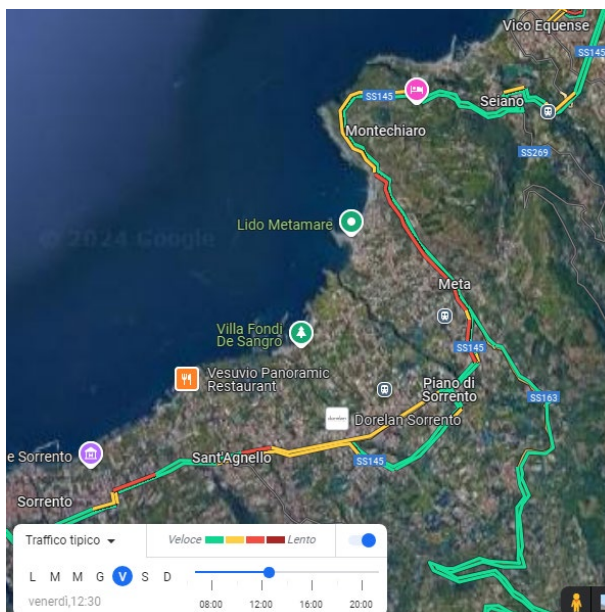 Vico Equense
SS145
SS145
Seiano
Montechiaro
SS269
© 2024 Google
Lido Metamare
Meta
Villa Fondi
De Sangro
SS145
Vesuvio Panoramic
Restaurant
Piano di
Sorrento
SS163
dorelan
Dorelan Sorrento
e Sorrento
Sant'Agnello
SS145
Sorrento
Traffico tipico
Veloce
Lento
L M M G V S D
venerdì,12:30
08:00 12:00 16:00 20:00